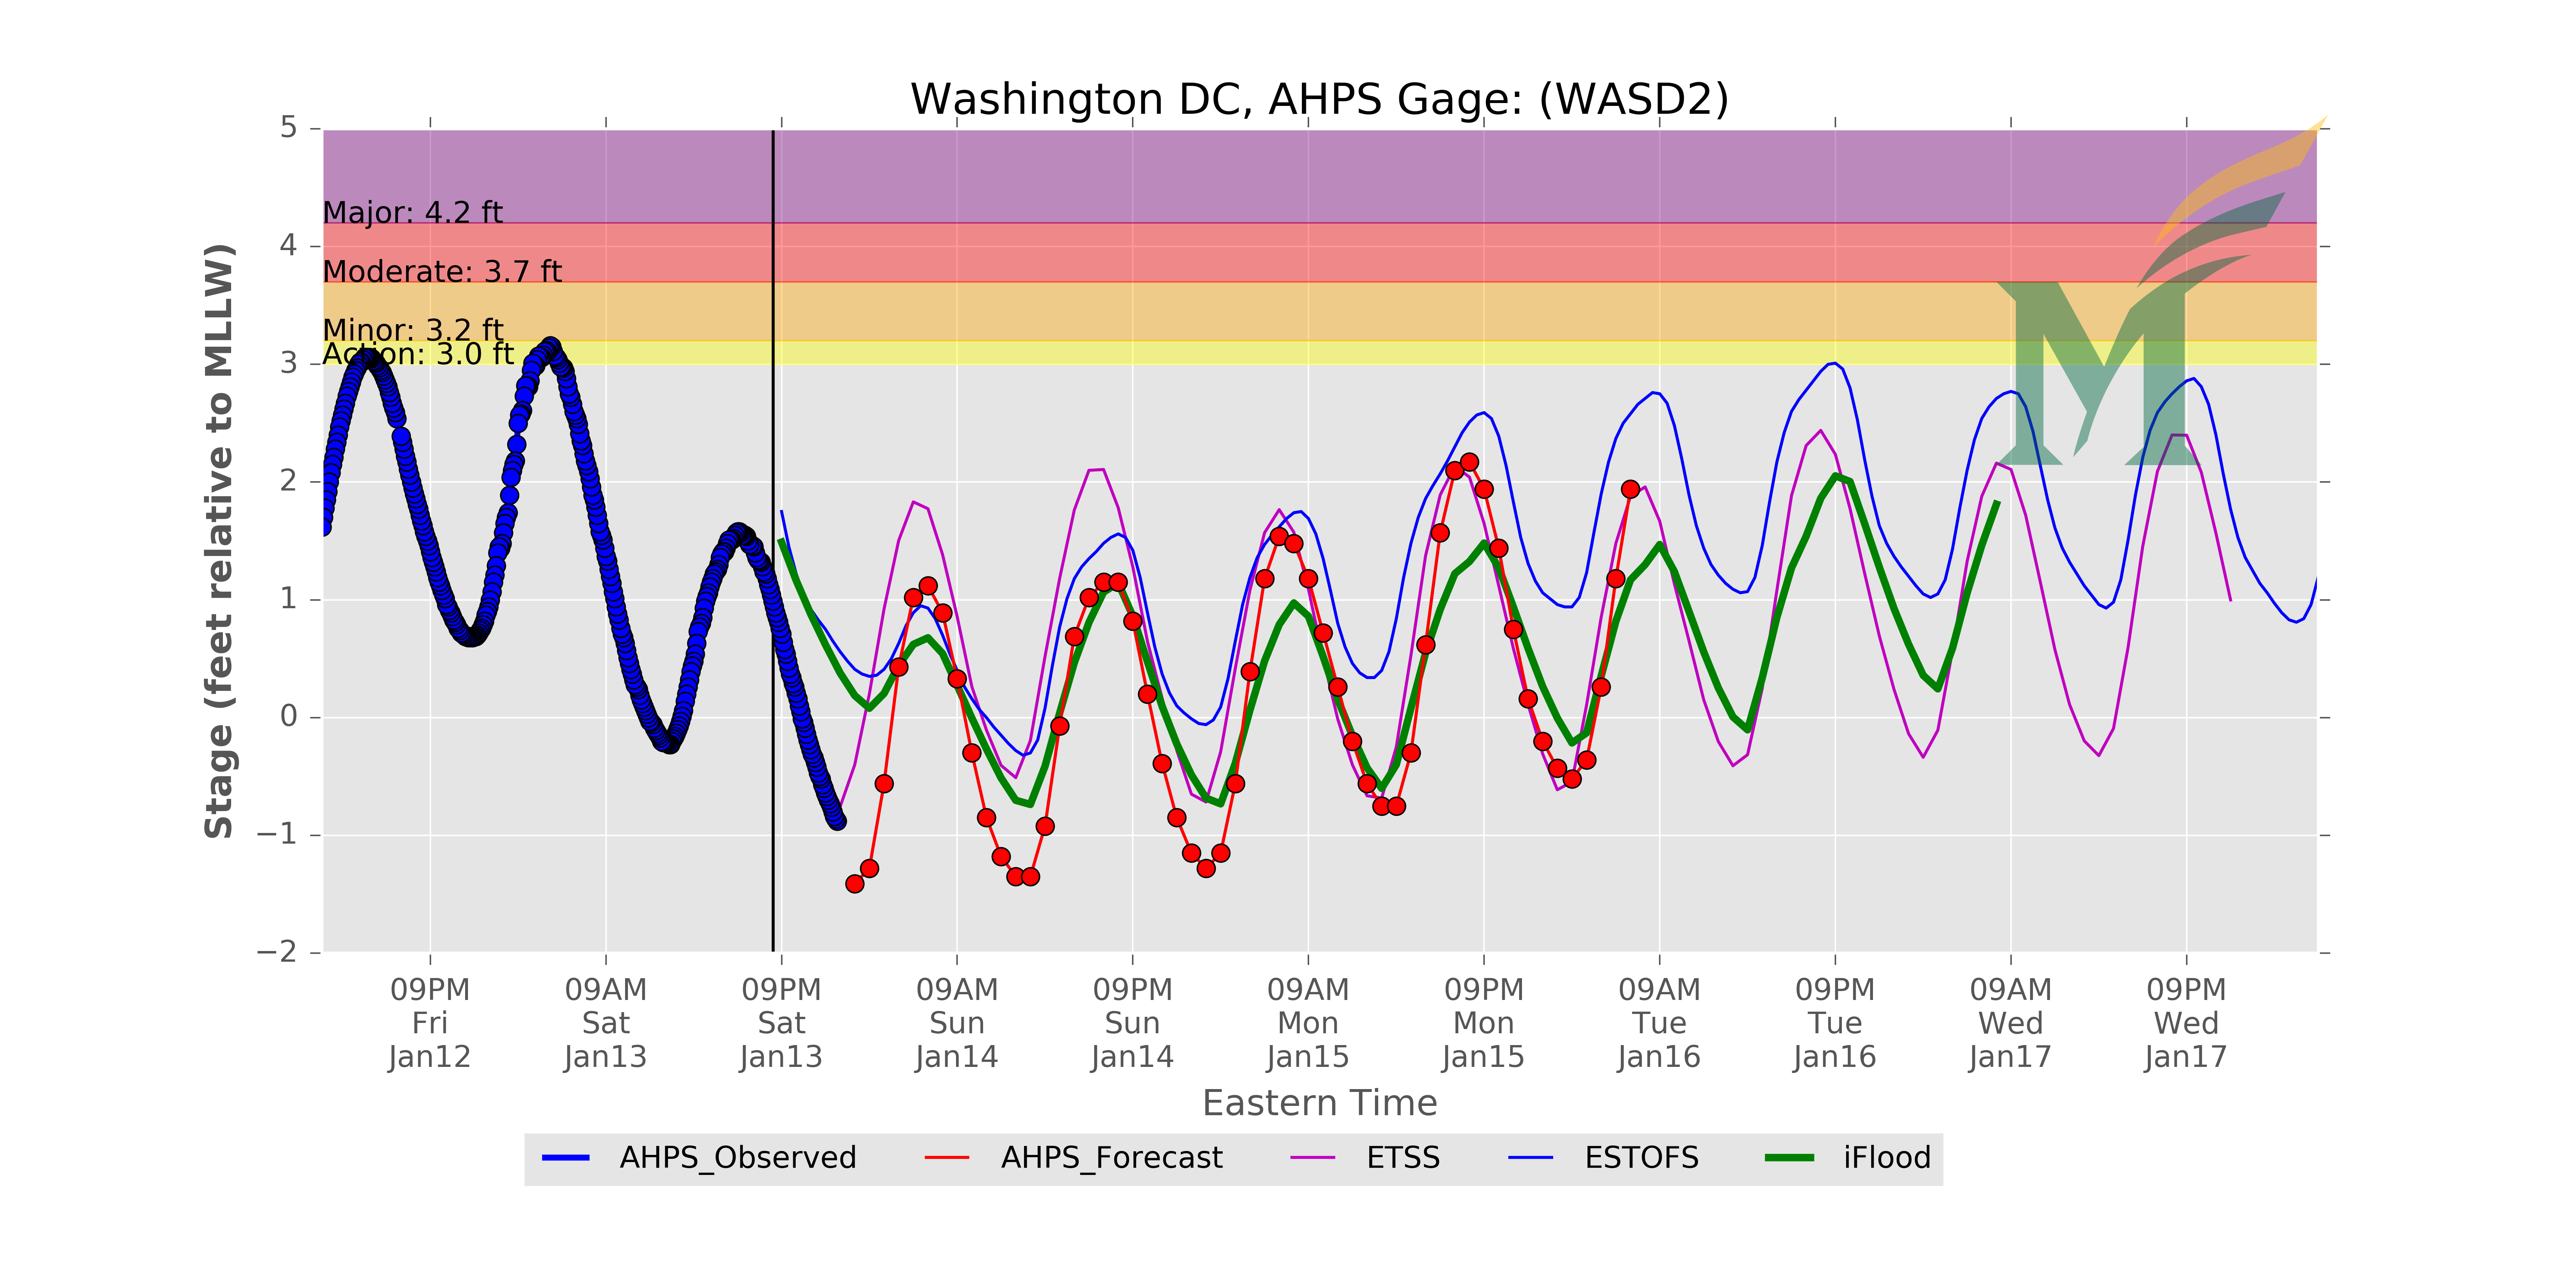 Washington DC, AHPS Gage: (WASD2)
Stage (feet relative to MLLW)
5
4
3
2
1
0
−1
−2
Major: 4.2 ft
Moderate: 3.7 ft
Minor: 3.2 ft
Action: 3.0 ft
09PM 09AM 09PM 09AM 09PM 09AM 09PM 09AM 09PM 09AM 09PM
Fri Sat Sat Sun Sun Mon Mon Tue Tue Wed Wed
Jan12 Jan13 Jan13 Jan14 Jan14 Jan15 Jan15 Jan16 Jan16 Jan17 Jan17
Eastern Time
AHPS_Observed AHPS_Forecast ETSS ESTOFS iFlood
M